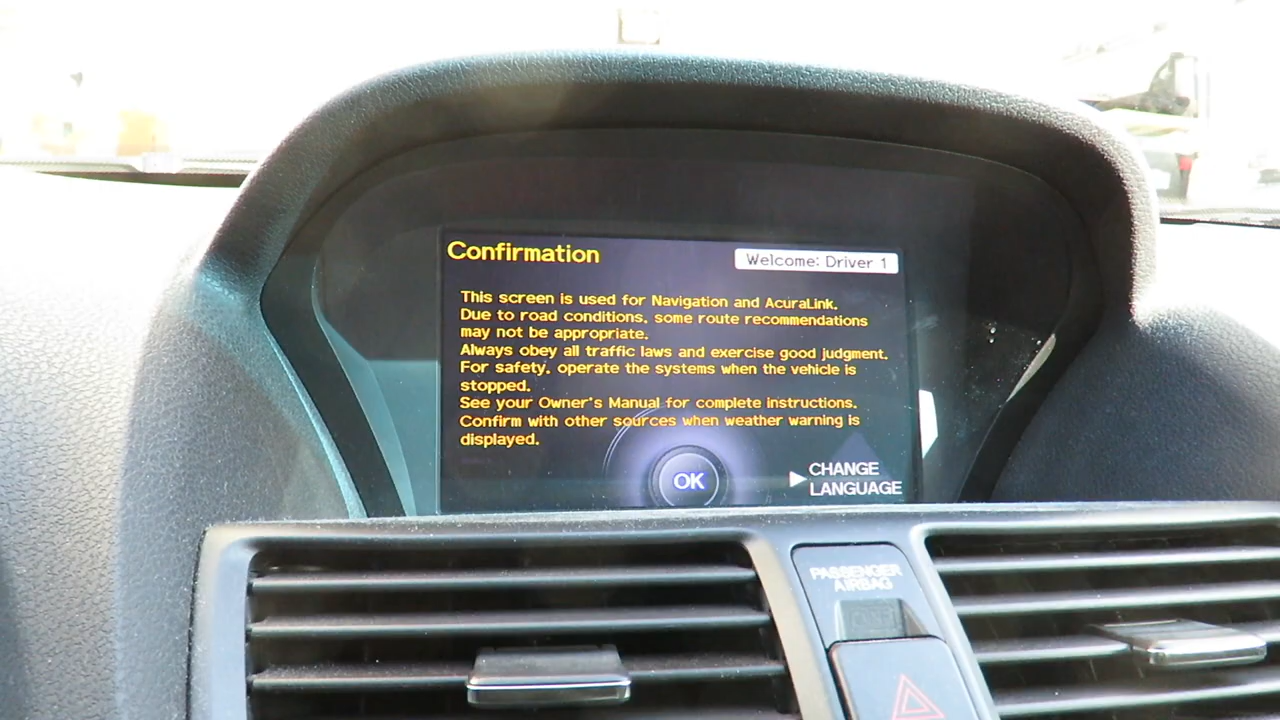 Confirmation
Welcome: Driver 1
This screen is used for Navigation and AcuraLink.
Due to road conditions, some route recommendations
may not be appropriate.
Always obey all traffic laws and exercise good judgment.
For safety, operate the systems when the vehicle is
stopped.
See your Owner's Manual for complete instructions.
Confirm with other sources when weather warning is
displayed.
OK
CHANGE
LANGUAGE
PASSENGER
AIRBAG